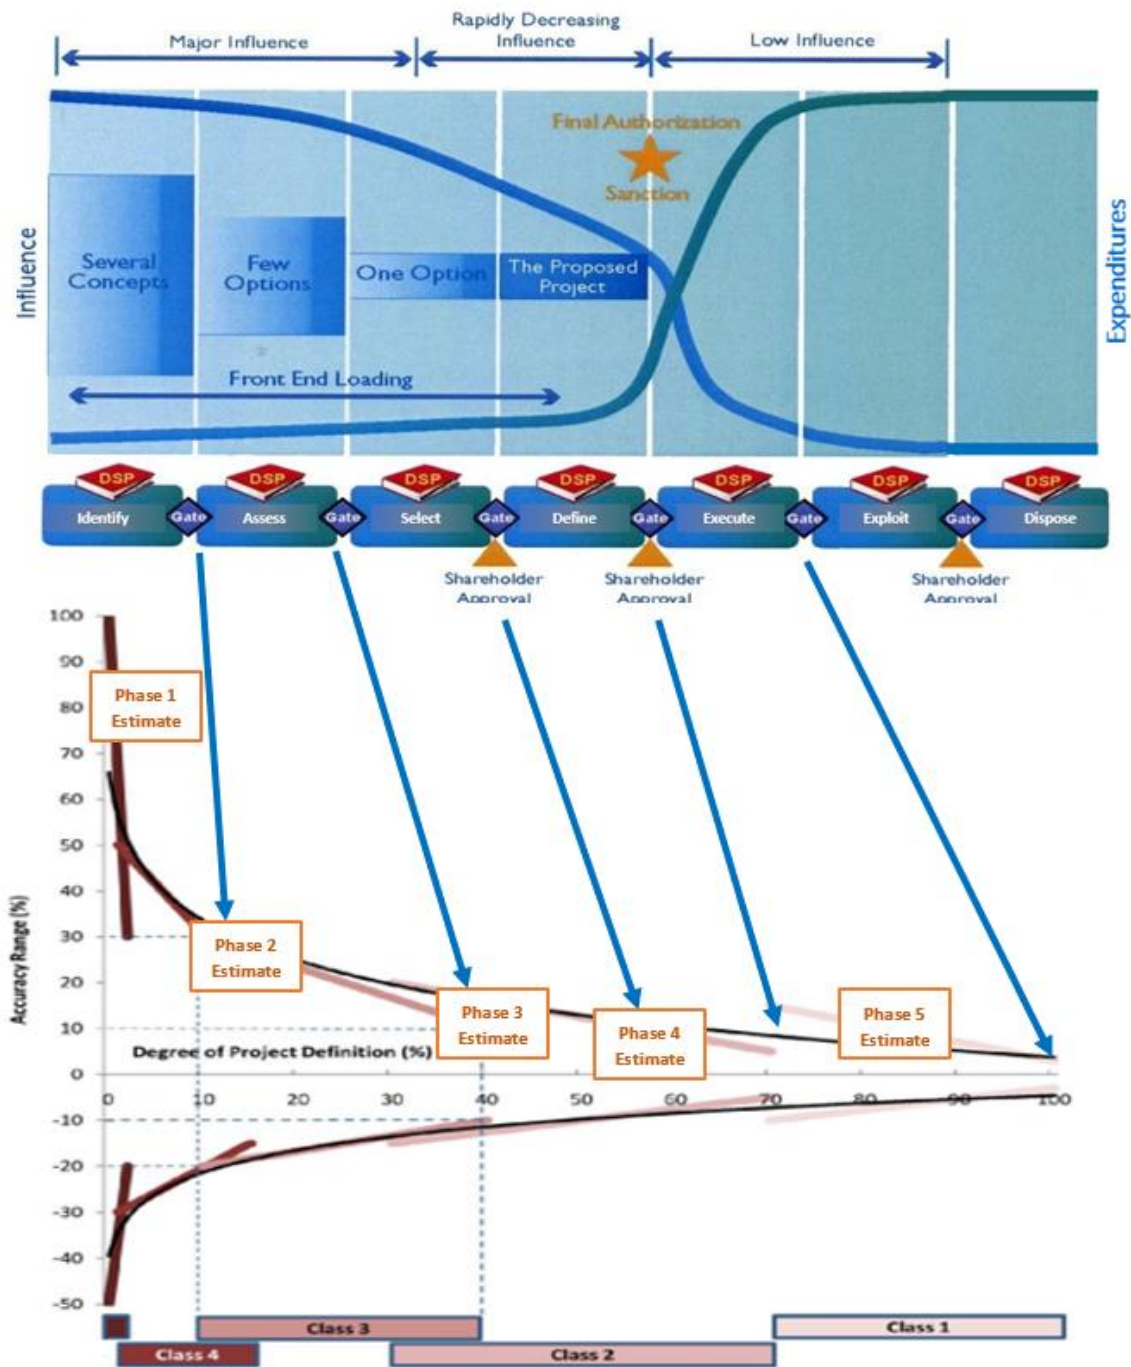 Rapidly Decreasing
Major Influence
Influence
Low Influence
Final Authorization
Sanction
Influence
Expenditures
Several
Concepts
Few
Options
One Option
The Proposed
Project
Front End Loading
DSP
DSP
DSP
DSP
DSP
DSP
DSP
Identify
Gate
Assess
Gate
Select
Gate
Define
Gate
Execute
Gate
Exploit
Gate
Dispose
Shareholder
Approval
Shareholder
Approval
Shareholder
Approval
100
90
80
70
60
50
40
30
20
10
0
-10
-20
-30
-40
-50
Accuracy Range (%)
Phase 1
Estimate
Phase 2
Estimate
Phase 3
Estimate
Phase 4
Estimate
Phase 5
Estimate
Degree of Project Definition (%)
0 10 20 30 40 50 60 70 80 90 100
Class 3
Class 1
Class 4
Class 2